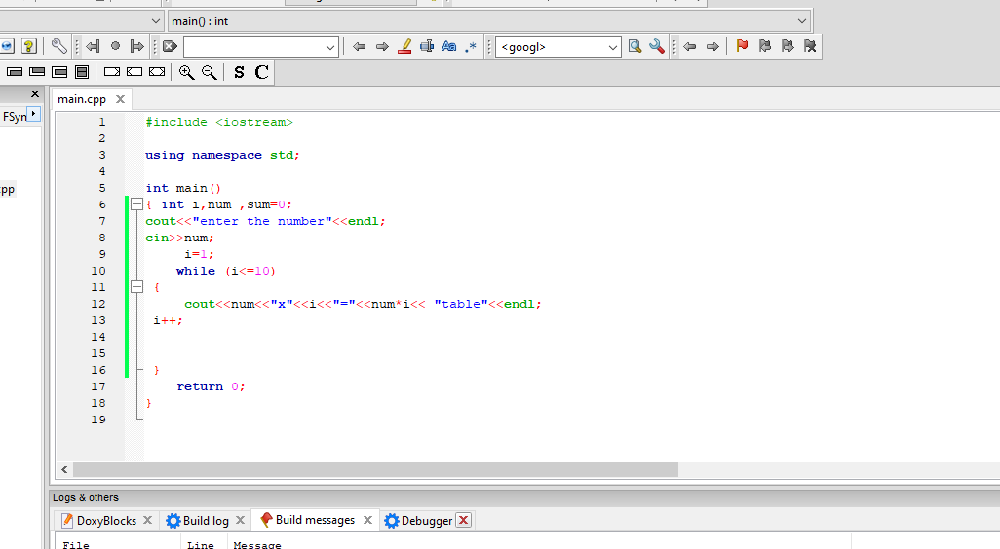 main() : int
<googl>
S C
FSyn
main.cpp
pp
1 #include <iostream>
2
3 using namespace std;
4
5 int main()
6 { int i,num ,sum=0;
7 cout<<"enter the number"<<endl;
8 cin>>num;
9 i=1;
10 while (i<=10)
11 {
12 cout<<num<<"x"<<i<<"="<<num*i<< "table"<<endl;
13 i++;
14
15
16 }
17 return 0;
18 }
19
Logs & others
DoxyBlocks Build log Build messages Debugger
File Line Message